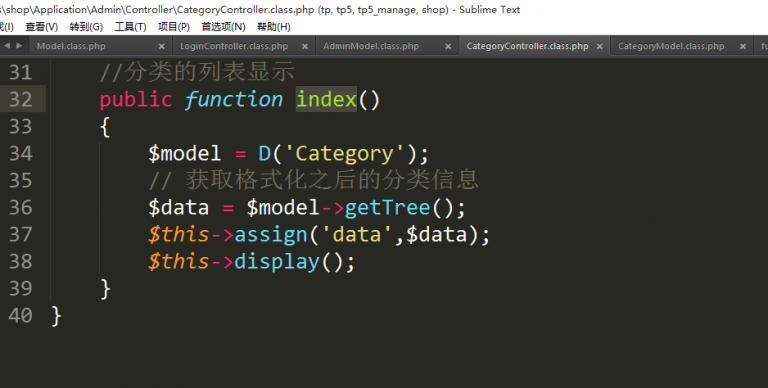 s\shop\Application\Admin\Controller\CategoryController.class.php (tp, tp5, tp5_manage, shop) - Sublime Text
(I) 查看(V) 转到(G) 工具(T) 项目(P) 首选项(N) 帮助(H)
Model.class.php × LoginController.class.php × AdminModel.class.php × CategoryController.class.php × CategoryModel.class.php × fu
31 //分类的列表显示
32 public function index()
33 {
34 $model = D('Category');
35 // 获取格式化之后的分类信息
36 $data = $model->getTree();
37 $this->assign('data',$data);
38 $this->display();
39 }
40 }